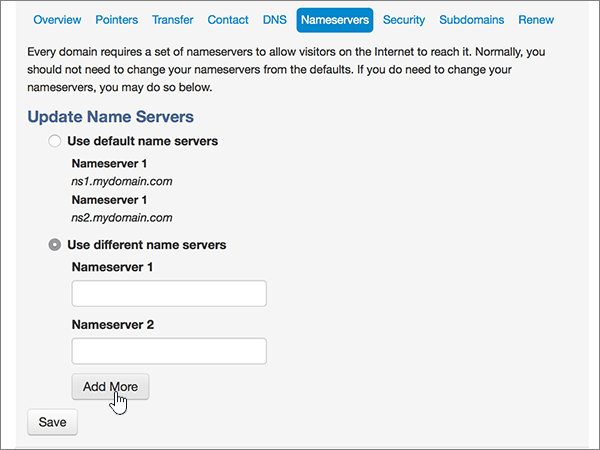 Overview Pointers Transfer Contact DNS Nameservers Security Subdomains Renew
Every domain requires a set of nameservers to allow visitors on the Internet to reach it. Normally, you
should not need to change your nameservers from the defaults. If you do need to change your
nameservers, you may do so below.
Update Name Servers
Use default name servers
Nameserver 1
ns1.mydomain.com
Nameserver 1
ns2.mydomain.com
Use different name servers
Nameserver 1
Nameserver 2
Add More
Save